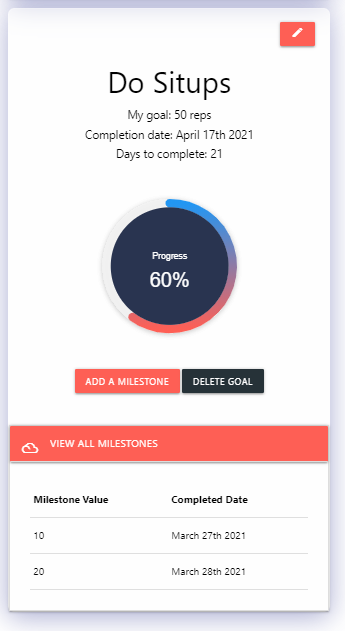 Do Situps
My goal: 50 reps
Completion date: April 17th 2021
Days to complete: 21
Progress
60%
ADD A MILESTONE DELETE GOAL
VIEW ALL MILESTONES
Milestone Value Completed Date
10 March 27th 2021
20 March 28th 2021